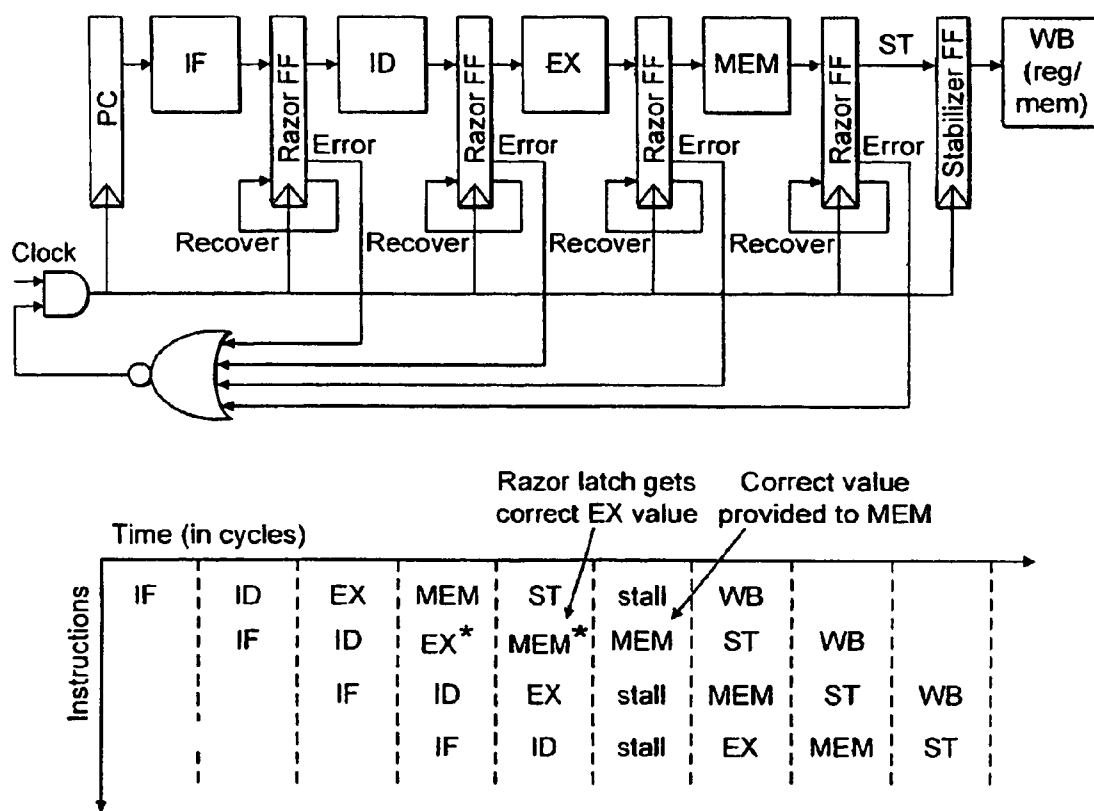 PC
IF
Razor FF
ID
Razor FF
EX
Razor FF
MEM
Razor FF
ST
Stabilizer FF
WB
(reg/
mem)
Error
Error
Error
Error
Recover
Recover
Recover
Recover
Clock
Razor latch gets
correct EX value
Correct value
provided to MEM
Time (in cycles)
Instructions
IF ID EX MEM ST stall WB
IF ID EX* MEM* MEM ST WB
IF ID EX stall MEM ST WB
IF ID stall EX MEM ST